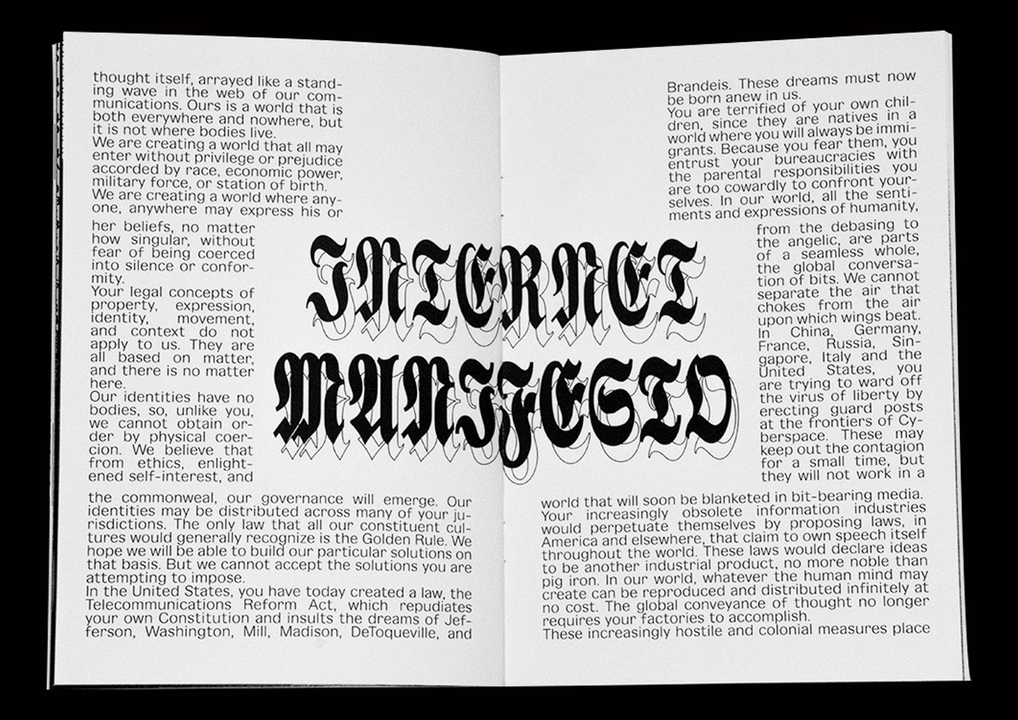 thought itself, arrayed like a stand-
ing wave in the web of our com-
munications. Ours is a world that is
both everywhere and nowhere, but
it is not where bodies live.
We are creating a world that all may
enter without privilege or prejudice
accorded by race, economic power,
military force, or station of birth.
We are creating a world where any-
one, anywhere may express his or
her beliefs, no matter
how singular, without
fear of being coerced
into silence or confor-
mity.
Your legal concepts of
property, expression,
identity, movement,
and context do not
apply to us. They are
all based on matter,
and there is no matter
here.
Our identities have no
bodies, so, unlike you,
we cannot obtain or-
der by physical coer-
cion. We believe that
from ethics, enlight-
ened self-interest, and
the commonweal, our governance will emerge. Our
identities may be distributed across many of your ju-
risdictions. The only law that all our constituent cul-
tures would generally recognize is the Golden Rule. We
hope we will be able to build our particular solutions on
that basis. But we cannot accept the solutions you are
attempting to impose.
In the United States, you have today created a law, the
Telecommunications Reform Act, which repudiates
your own Constitution and insults the dreams of Jef-
ferson, Washington, Mill, Madison, DeToqueville, and
INTERNET
MANIFESTO
Brandeis. These dreams must now
be born anew in us.
You are terrified of your own chil-
dren, since they are natives in a
world where you will always be immi-
grants. Because you fear them, you
entrust your bureaucracies with
the parental responsibilities you
are too cowardly to confront your-
selves. In our world, all the senti-
ments and expressions of humanity,
from the debasing to
the angelic, are parts
of a seamless whole,
the global conversa-
tion of bits. We cannot
separate the air that
chokes from the air
upon which wings beat.
In China, Germany,
France, Russia, Sin-
gapore, Italy and the
United States, you
are trying to ward off
the virus of liberty by
erecting guard posts
at the frontiers of Cy-
berspace. These may
keep out the contagion
for a small time, but
they will not work in a
world that will soon be blanketed in bit-bearing media.
Your increasingly obsolete information industries
would perpetuate themselves by proposing laws, in
America and elsewhere, that claim to own speech itself
throughout the world. These laws would declare ideas
to be another industrial product, no more noble than
pig iron. In our world, whatever the human mind may
create can be reproduced and distributed infinitely at
no cost. The global conveyance of thought no longer
requires your factories to accomplish.
These increasingly hostile and colonial measures place